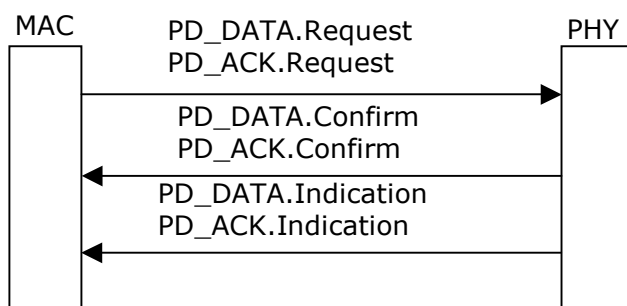 MAC
PHY
PD_DATA.Request
PD_ACK.Request
PD_DATA.Confirm
PD_ACK.Confirm
PD_DATA.Indication
PD_ACK.Indication